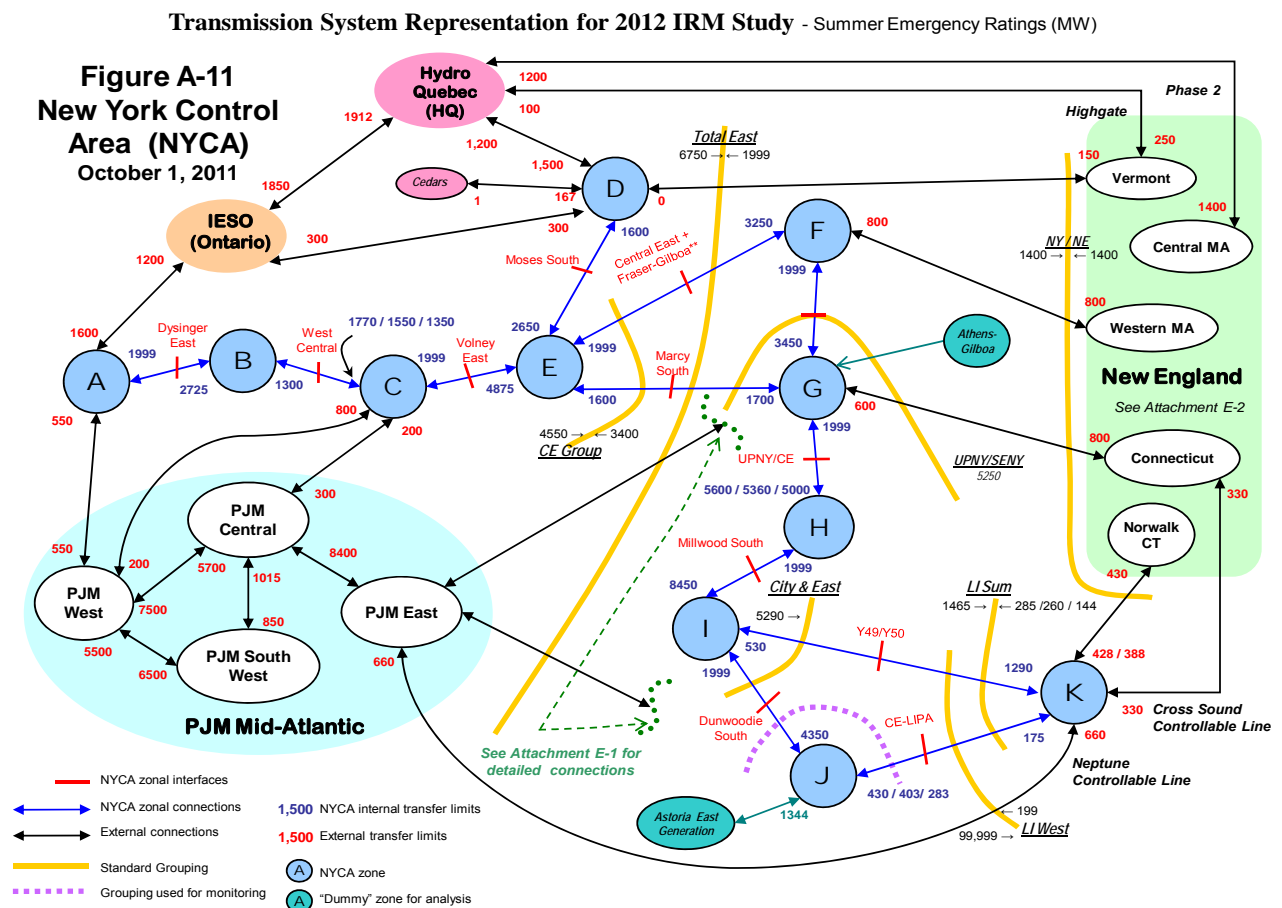 Transmission System Representation for 2012 IRM Study - Summer Emergency Ratings (MW)
Figure A-11
New York Control
Area (NYCA)
October 1, 2011
Hydro
Quebec
(HQ)
1200
100
1912
1,200
1,500
Phase 2
Highgate
250
150
Vermont
1400
Central MA
Total East
6750 → ← 1999
Cedars
1
167
D
0
300
1600
1850
IESO
(Ontario)
300
1200
Moses South
Central East +
Fraser-Gilboa**
3250
F
800
1999
NY / NE
1400 → ← 1400
800
Western MA
New England
See Attachment E-2
1600
Dysinger
East
1999
A
2725
B
West
Central
1770 / 1550 / 1350
1300
C
1999
Volney
East
4875
2650
E
1999
1600
Marcy
South
3450
1700
G
600
1999
Athens-
Gilboa
550
800
200
4550 → ← 3400
CE Group
UPNY/CE
UPNY/SENY
5250
800
Connecticut
330
5600 / 5360 / 5000
H
Norwalk
CT
430
300
PJM
Central
550
200
5700
8400
1015
PJM
West
7500
850
PJM East
5500
6500
PJM South
West
660
PJM Mid-Atlantic
Millwood South
1999
8450
I
530
1999
City & East
5290 →
LI Sum
1465 → ← 285/260 / 144
Y49/Y50
1290
428 / 388
K
330
Cross Sound
Controllable Line
175
660
Neptune
Controllable Line
Dunwoodie
South
4350
CE-LIPA
J
430 / 403/ 283
See Attachment E-1 for
detailed connections
Astoria East
Generation
1344
← 199
99,999 → LI West
NYCA zonal interfaces
NYCA zonal connections
External connections
Standard Grouping
Grouping used for monitoring
1,500 NYCA internal transfer limits
1,500 External transfer limits
A NYCA zone
A "Dummy" zone for analysis